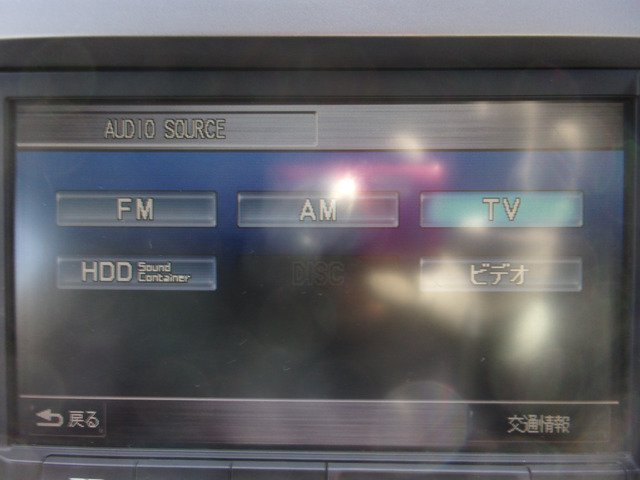 AUDIO SOURCE
FM AM TV
HDD Sound Container DISC ビデオ
戻る 交通情報